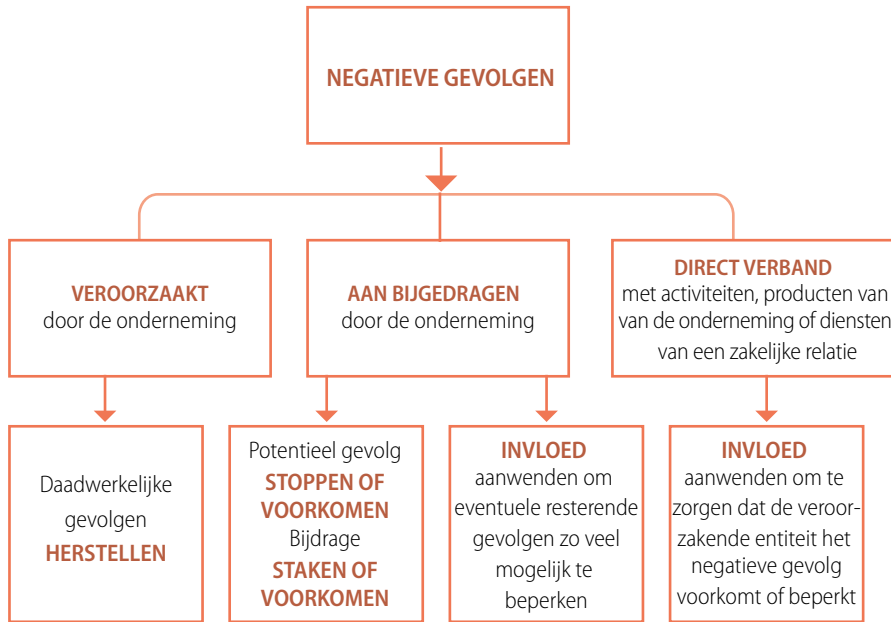 NEGATIEVE GEVOLGEN
VEROORZAAKT
door de onderneming
AAN BIJGEDRAGEN
door de onderneming
DIRECT VERBAND
met activiteiten, producten van
van de onderneming of diensten
van een zakelijke relatie
Daadwerkelijke
gevolgen
HERSTELLEN
Potentieel gevolg
STOPPEN OF
VOORKOMEN
Bijdrage
STAKEN OF
VOORKOMEN
INVLOED
aanwenden om
eventuele resterende
gevolgen zo veel
mogelijk te
beperken
INVLOED
aanwenden om te
zorgen dat de veroor-
zakende entiteit het
negatieve gevolg
voorkomt of beperkt